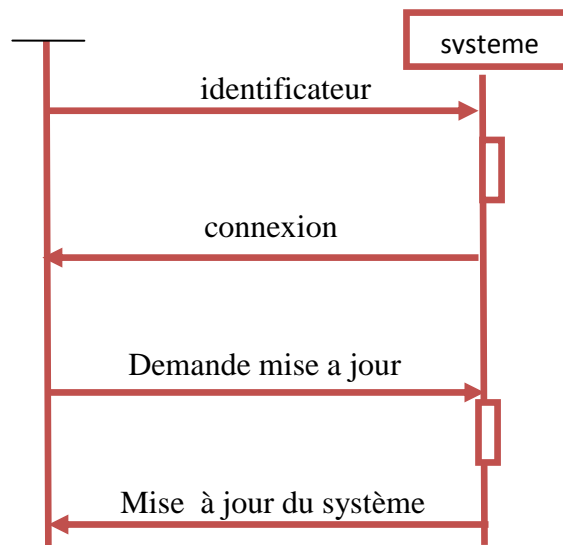 systeme
identificateur
connexion
Demande mise a jour
Mise à jour du système